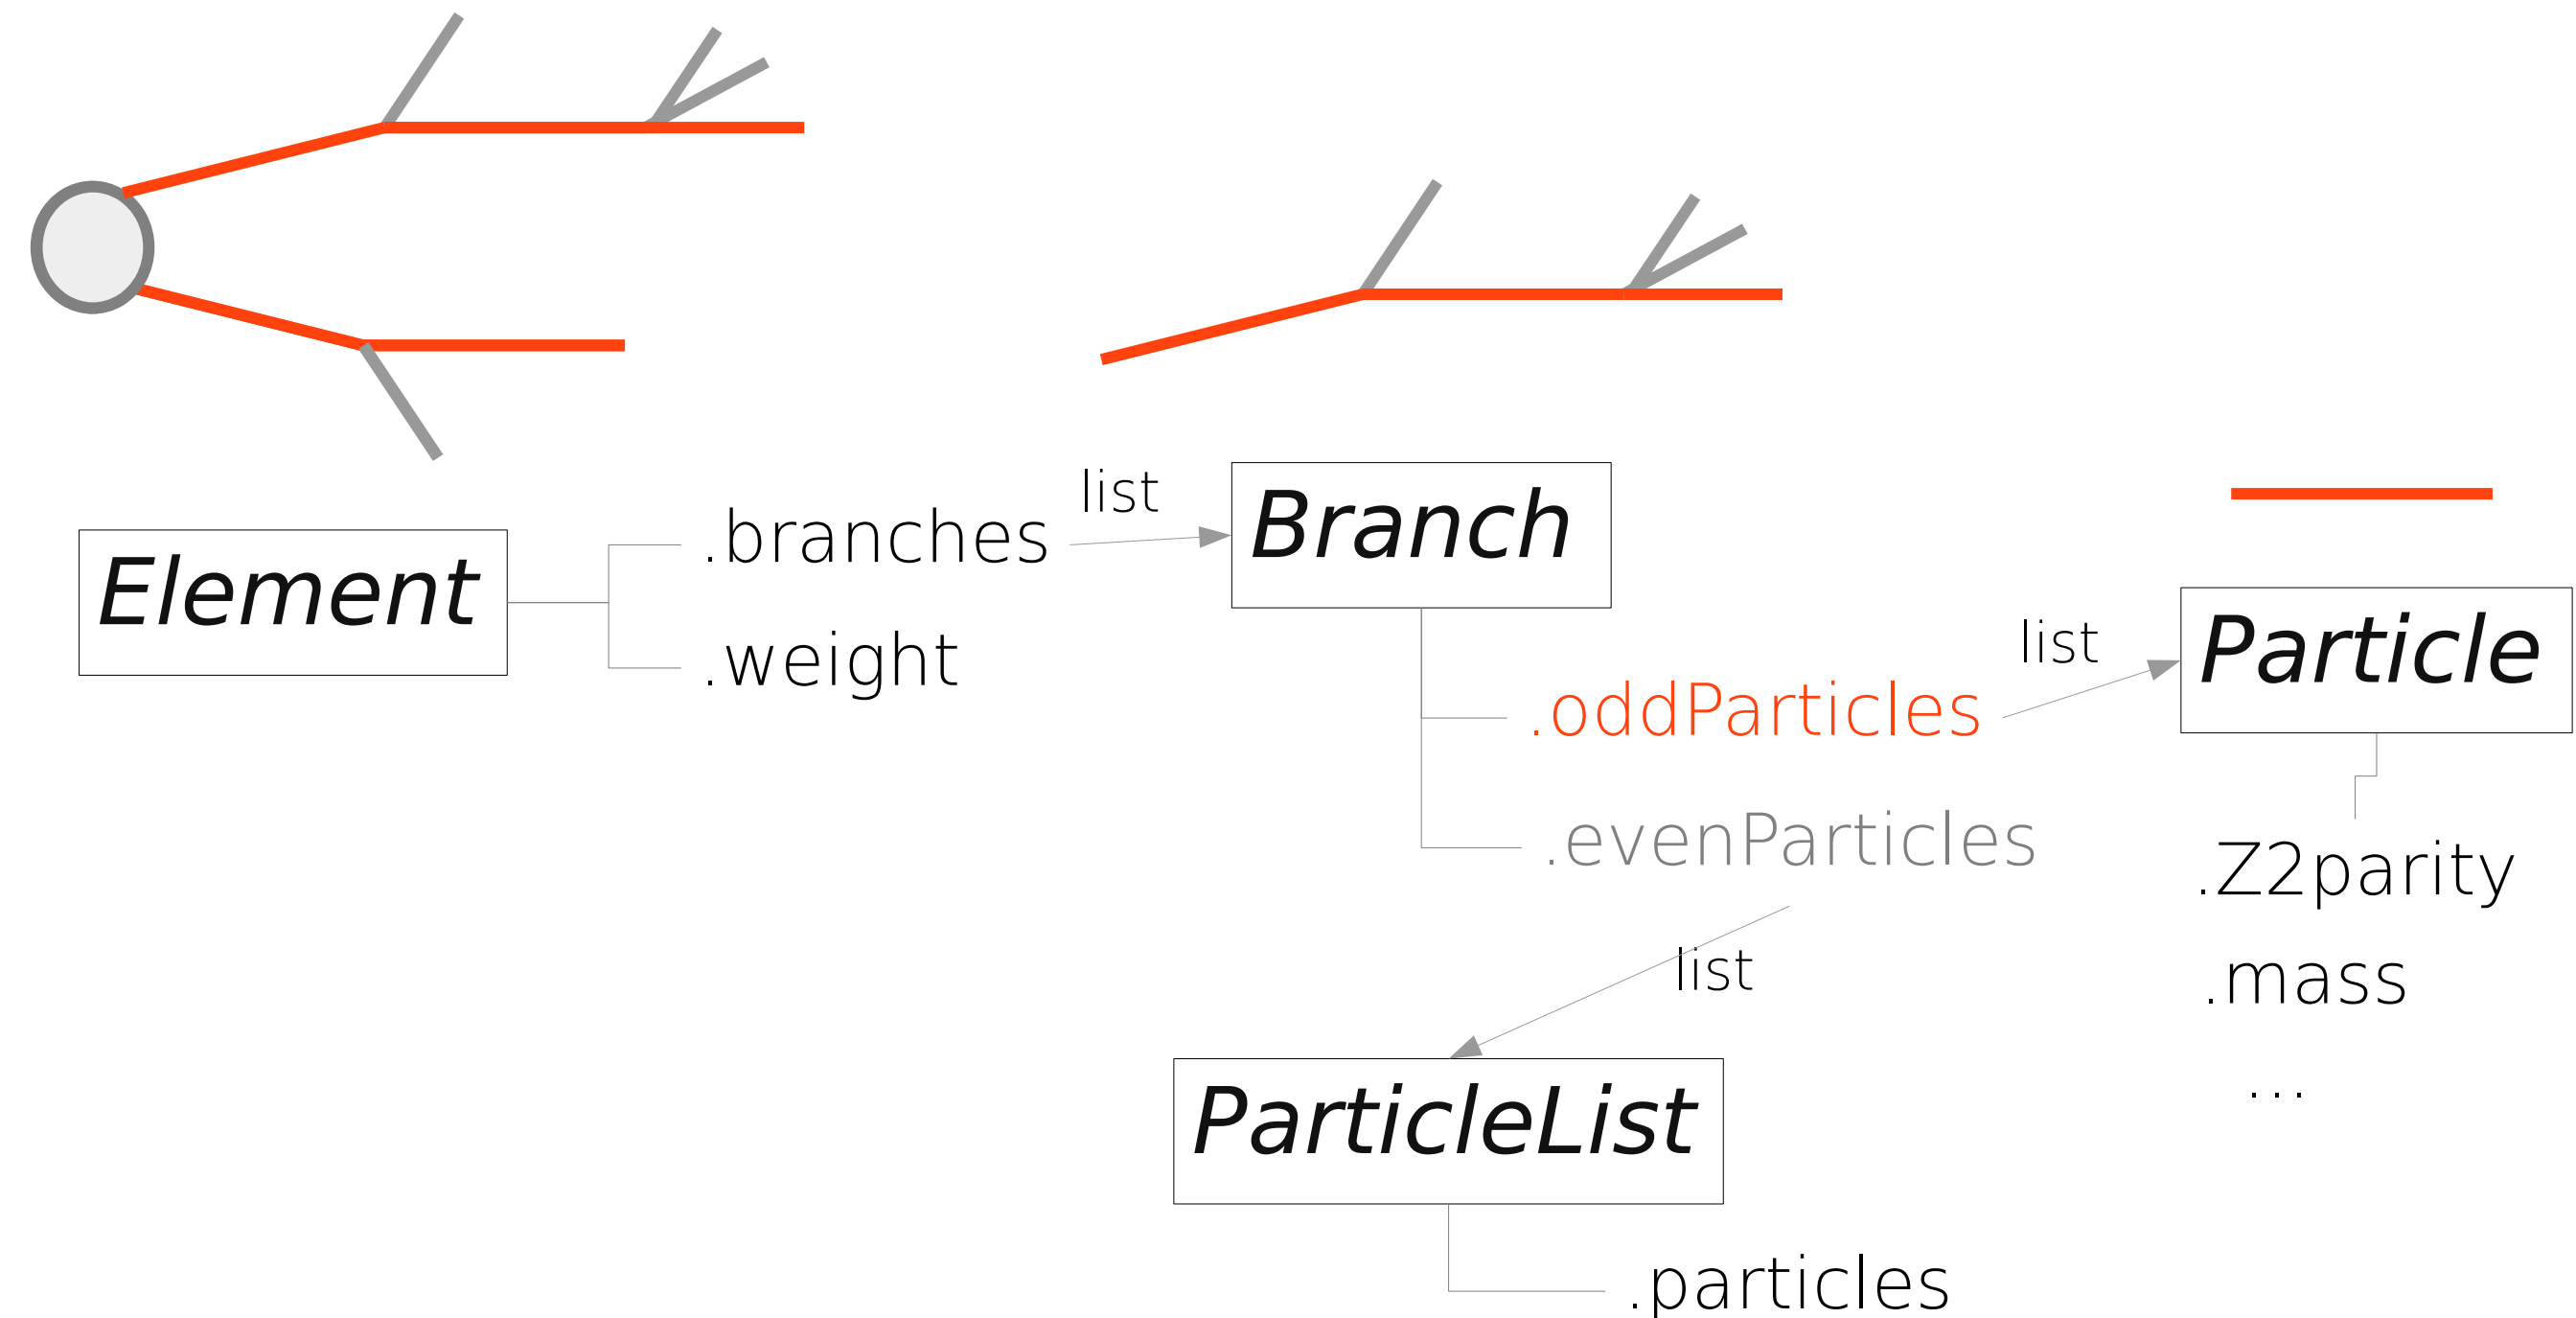 list
Branch
.branches
Element
list
Particle
.weight
.oddParticles
.evenParticles
.Z2parity
list
.mass
...
ParticleList
.particles